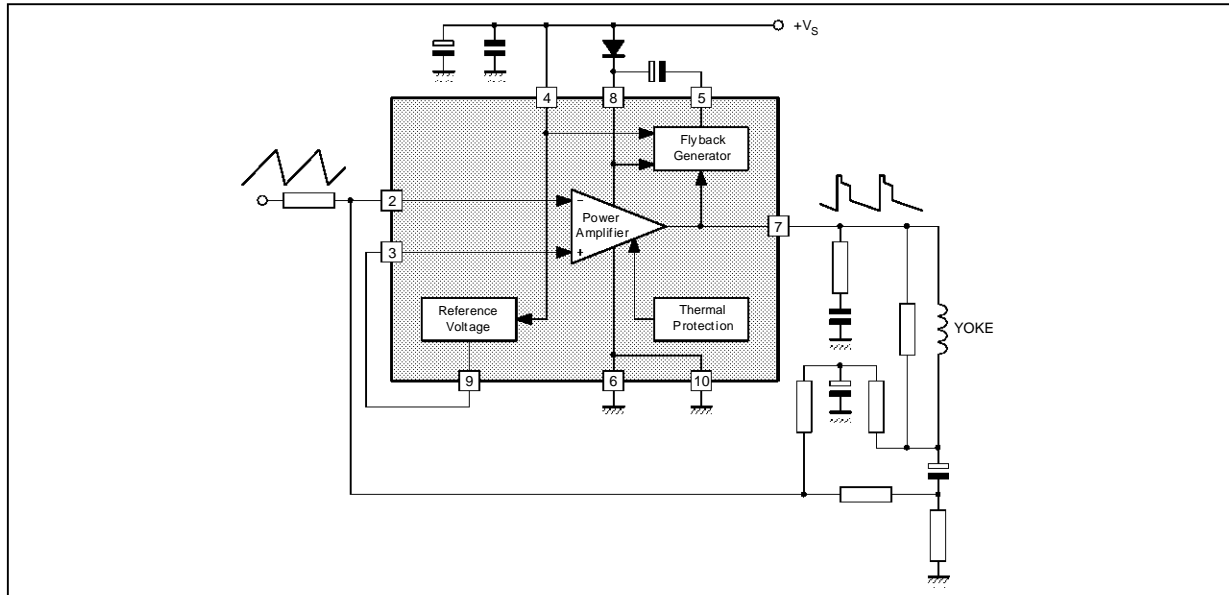 +VS
4
8
5
Flyback
Generator
2
−
Power
Amplifier
7
3
+
Reference
Voltage
Thermal
Protection
YOKE
9
6
10